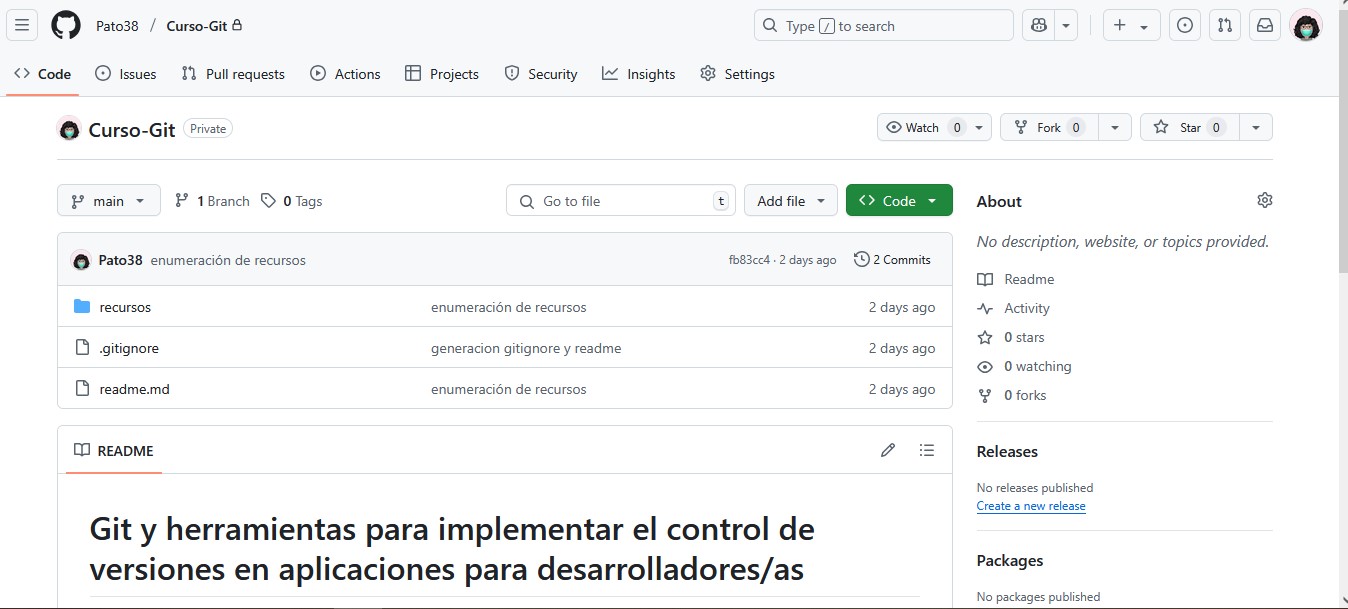 Pato38 / Curso-Git
Type / to search
Code Issues Pull requests Actions Projects Security Insights Settings
Curso-Git Private
Watch 0 Fork 0 Star 0
main 1 Branch 0 Tags
Go to file t Add file Code
Pato38 enumeración de recursos fb83cc4 · 2 days ago 2 Commits
recursos enumeración de recursos 2 days ago
.gitignore generacion gitignore y readme 2 days ago
readme.md enumeración de recursos 2 days ago
README
Git y herramientas para implementar el control de
versiones en aplicaciones para desarrolladores/as
About
No description, website, or topics provided.
Readme
Activity
0 stars
0 watching
0 forks
Releases
No releases published
Create a new release
Packages
No packages published